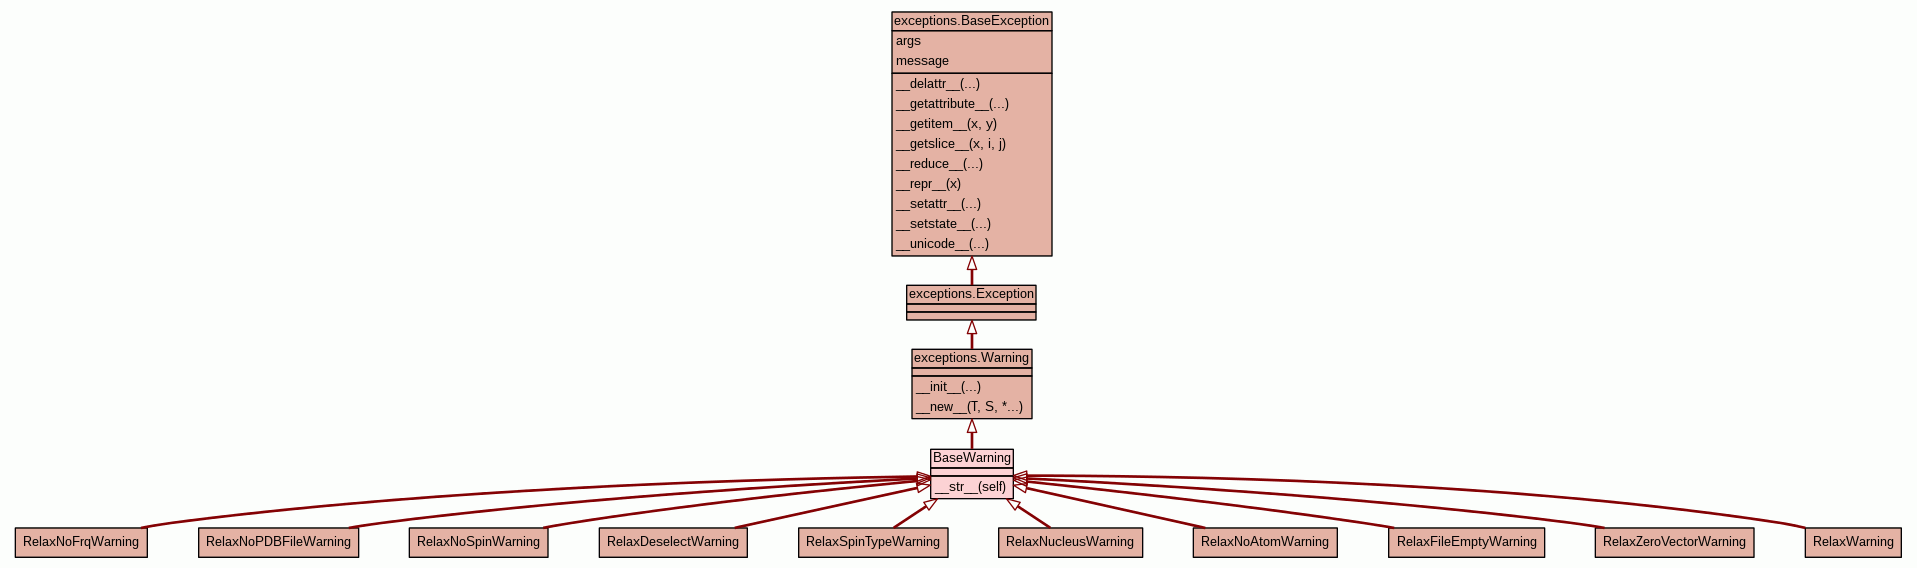 exceptions.BaseException
args
message
__delattr__(...)
__getattribute__(...)
__getitem__(x, y)
__getslice__(x, i, j)
__reduce__(...)
__repr__(x)
__setattr__(...)
__setstate__(...)
__unicode__(...)
exceptions.Exception
exceptions.Warning
__init__(...)
__new__(T, S, *...)
BaseWarning
__str__(self)
RelaxNoFrqWarning
RelaxNoPDBFileWarning
RelaxNoSpinWarning
RelaxDeselectWarning
RelaxSpinTypeWarning
RelaxNucleusWarning
RelaxNoAtomWarning
RelaxFileEmptyWarning
RelaxZeroVectorWarning
RelaxWarning